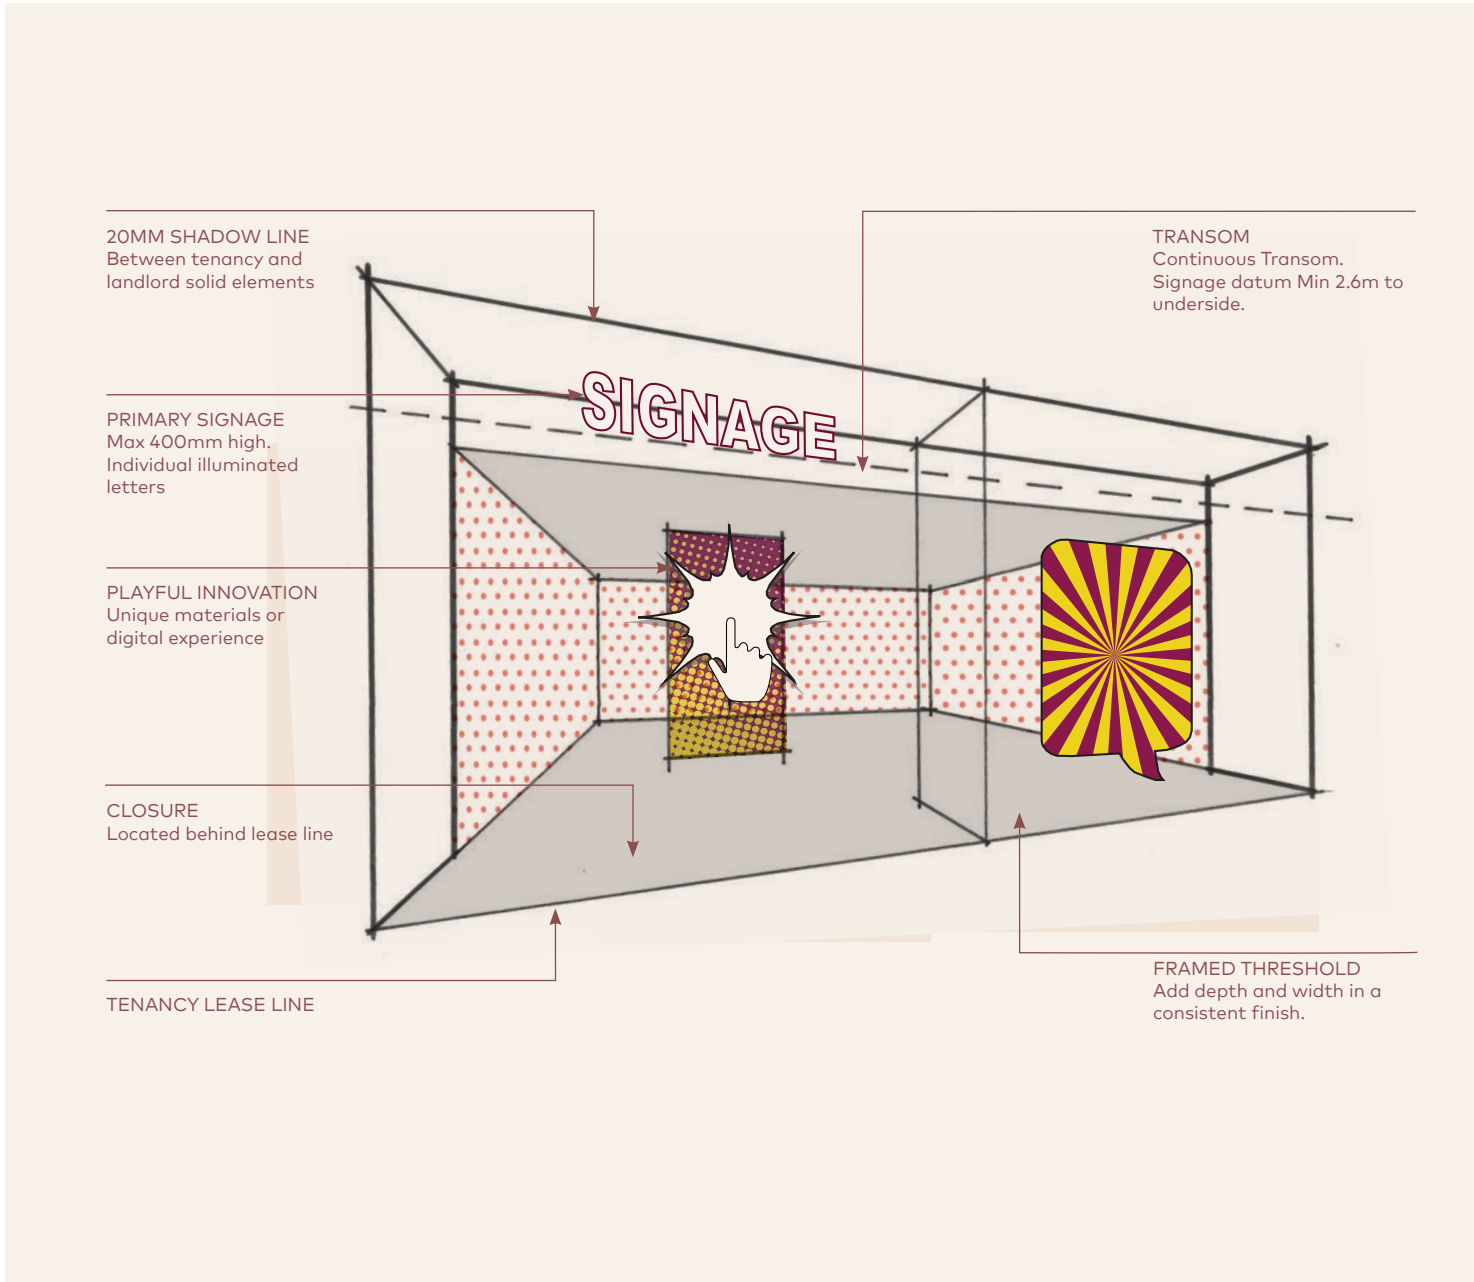 20MM SHADOW LINE
Between tenancy and
landlord solid elements
TRANSOM
Continuous Transom.
Signage datum Min 2.6m to
underside.
SIGNAGE
PRIMARY SIGNAGE
Max 400mm high.
Individual illuminated
letters
PLAYFUL INNOVATION
Unique materials or
digital experience
CLOSURE
Located behind lease line
TENANCY LEASE LINE
FRAMED THRESHOLD
Add depth and width in a
consistent finish.